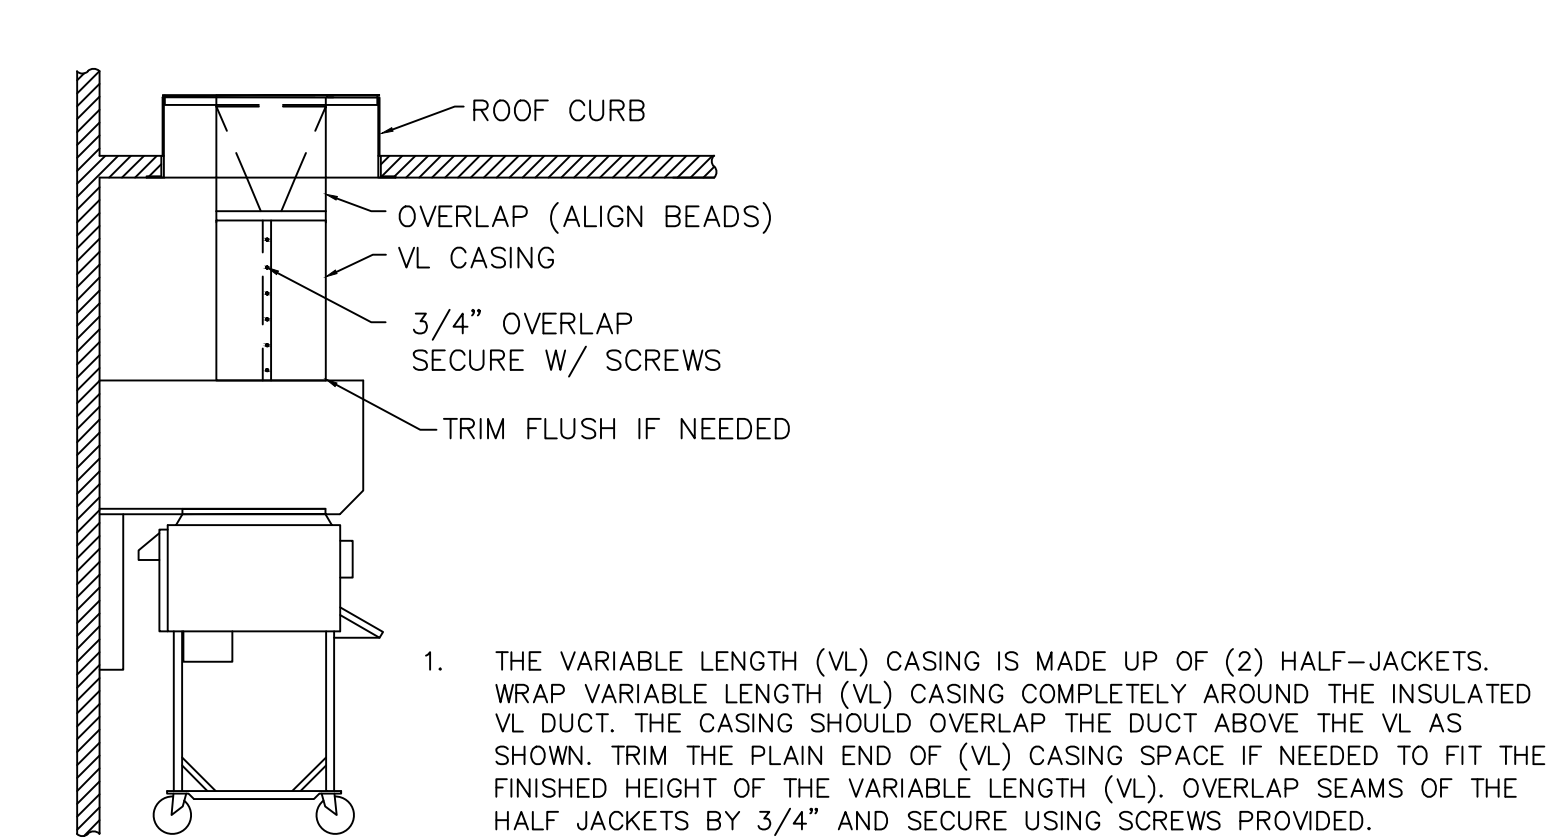 ROOF CURB
OVERLAP (ALIGN BEADS)
VL CASING
3/4" OVERLAP
SECURE W/ SCREWS
TRIM FLUSH IF NEEDED
1. THE VARIABLE LENGTH (VL) CASING IS MADE UP OF (2) HALF-JACKETS.
WRAP VARIABLE LENGTH (VL) CASING COMPLETELY AROUND THE INSULATED
VL DUCT. THE CASING SHOULD OVERLAP THE DUCT ABOVE THE VL AS
SHOWN. TRIM THE PLAIN END OF (VL) CASING SPACE IF NEEDED TO FIT THE
FINISHED HEIGHT OF THE VARIABLE LENGTH (VL). OVERLAP SEAMS OF THE
HALF JACKETS BY 3/4" AND SECURE USING SCREWS PROVIDED.